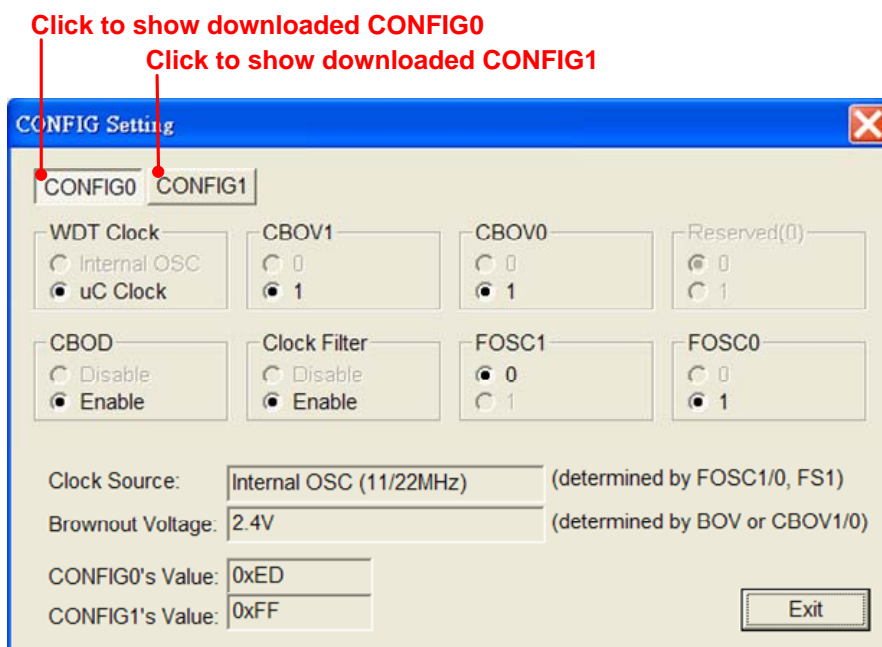 Click to show downloaded CONFIG0
Click to show downloaded CONFIG1
CONFIG Setting
CONFIG0 CONFIG1
WDT Clock CBOV1 CBOV0 Reserved(0)
Internal OSC 0 0 0
uC Clock 1 1 1
CBOD Clock Filter FOSC1 FOSC0
Disable Disable 0 0
Enable Enable 1 1
Clock Source: Internal OSC (11/22MHz) (determined by FOSC1/0, FS1)
Brownout Voltage: 2.4V (determined by BOV or CBOV1/0)
CONFIG0's Value: 0xED
CONFIG1's Value: 0xFF
Exit